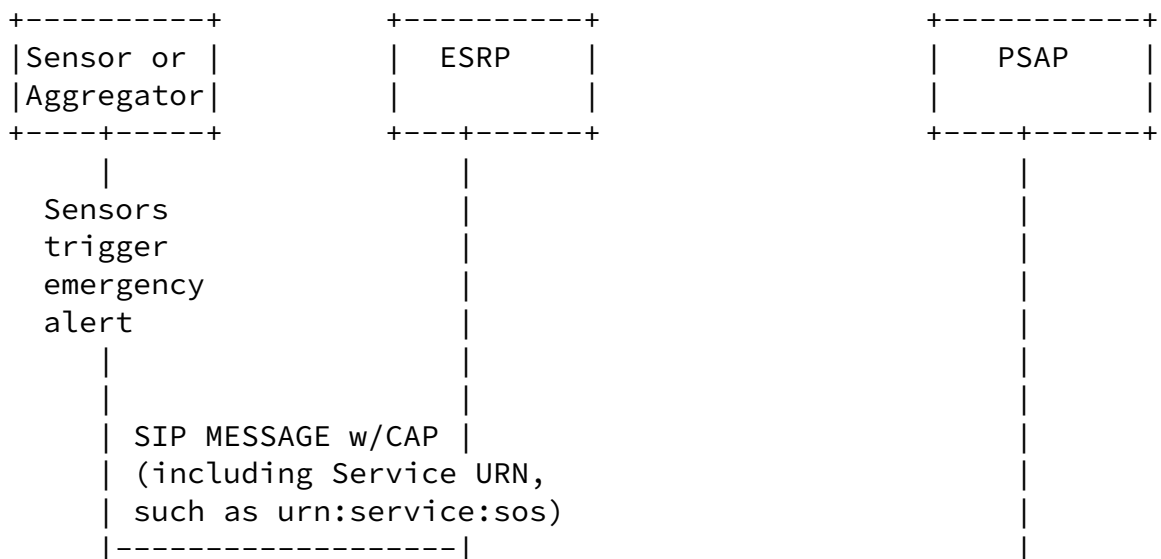 +----------+ +----------+ +-----------+
|Sensor or | | ESRP | | PSAP |
|Aggregator| | | | |
+----+-----+ +---+------+ +----+------+
| | |
Sensors | |
trigger | |
emergency | |
alert | |
| | |
| | |
| SIP MESSAGE w/CAP | |
| (including Service URN, |
| such as urn:service:sos) |
|-------------------| |